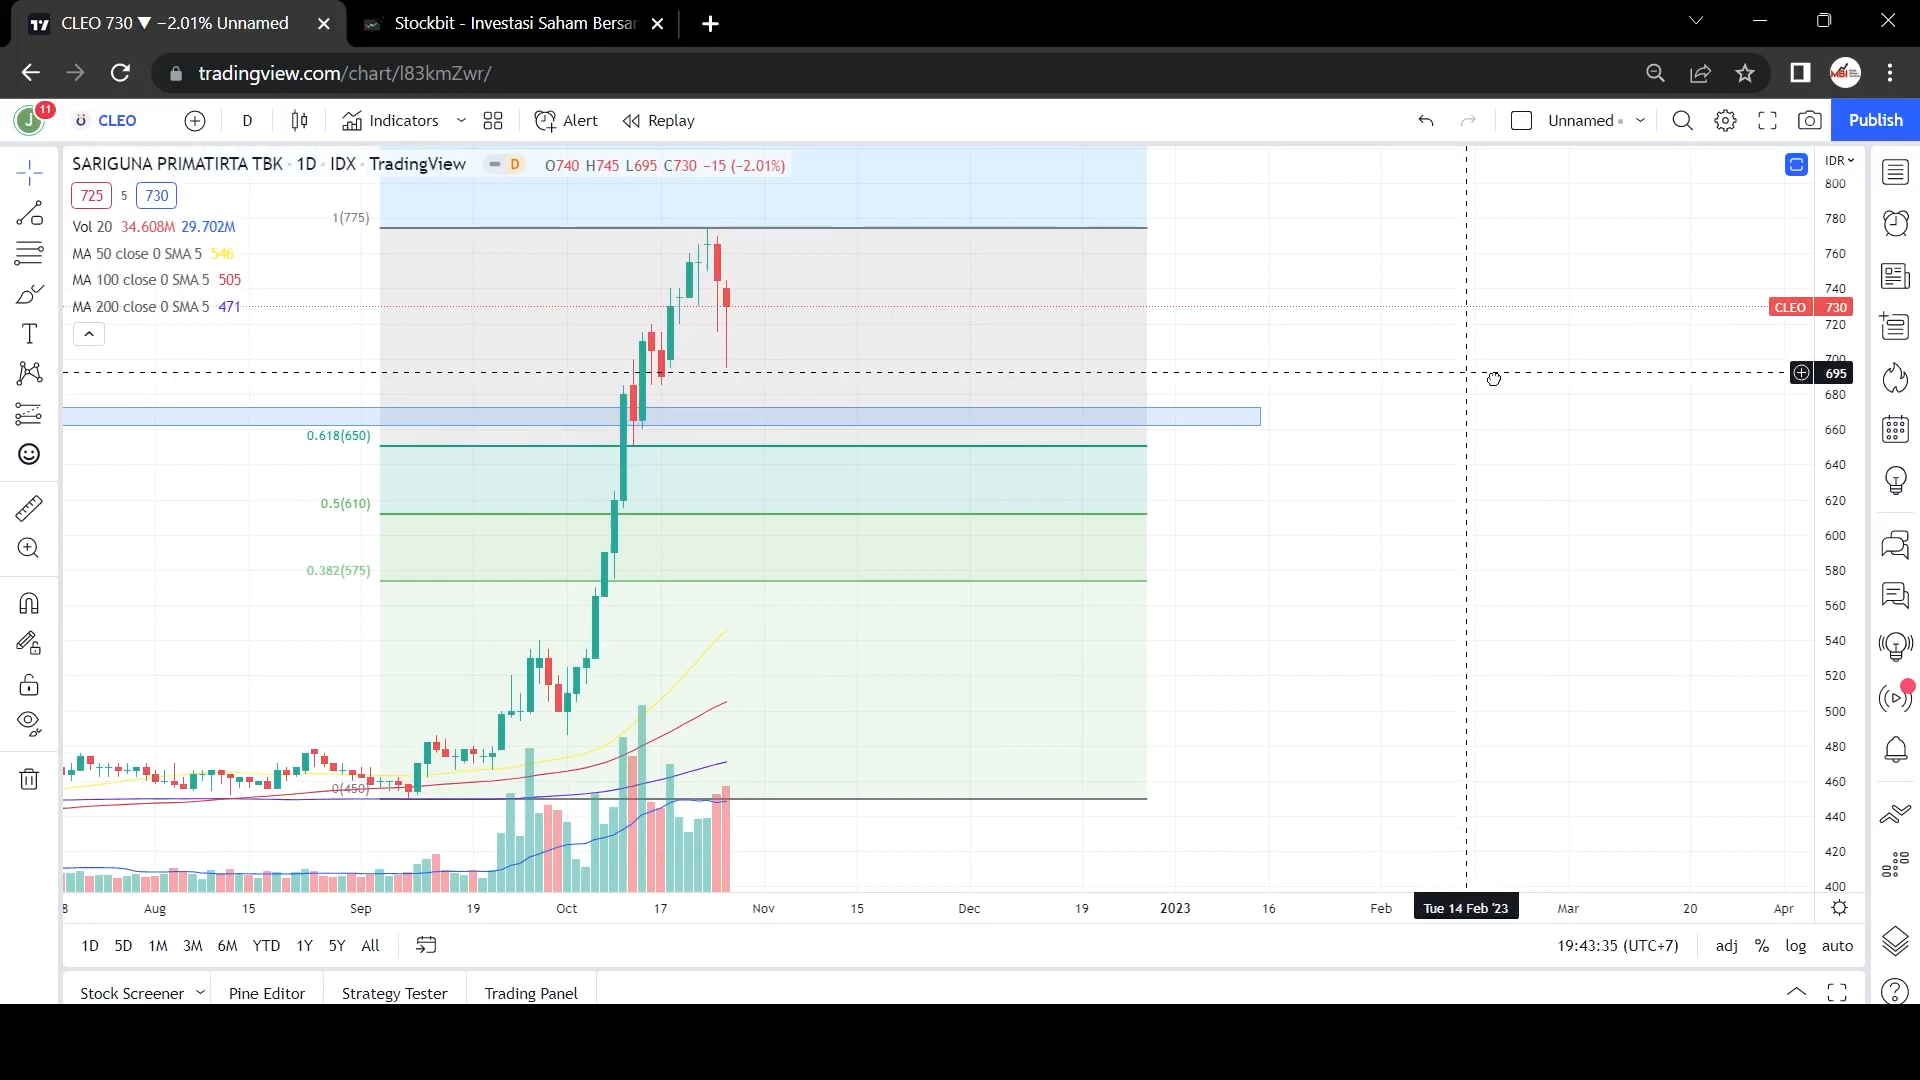 CLEO 730 ▼ −2.01% Unnamed
Stockbit - Investasi Saham Bersa
tradingview.com/chart/l83kmZwr/
J 11 CLEO D Indicators Alert Replay Unnamed Publish
SARIGUNA PRIMATIRTA TBK · 1D · IDX · TradingView D O740 H745 L695 C730 −15 (−2.01%)
IDR
725 5 730
Vol 20 34.608M 29.702M
MA 50 close 0 SMA 5 546
MA 100 close 0 SMA 5 505
MA 200 close 0 SMA 5 471
1(775)
0.618(650)
0.5(610)
0.382(575)
0(450)
800
780
760
740
CLEO 730
720
700
695
680
660
640
620
600
580
560
540
520
500
480
460
440
420
400
8 Aug 15 Sep 19 Oct 17 Nov 15 Dec 19 2023 16 Feb Tue 14 Feb '23 Mar 20 Apr
1D 5D 1M 3M 6M YTD 1Y 5Y All 19:43:35 (UTC+7) adj % log auto
Stock Screener Pine Editor Strategy Tester Trading Panel